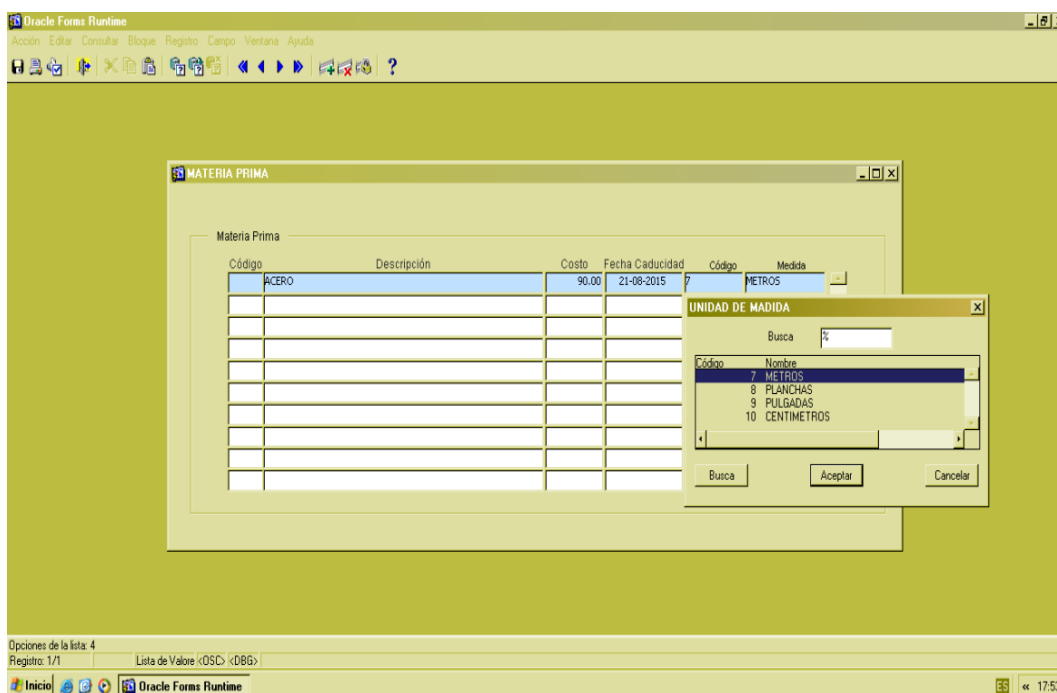 Oracle Forms Runtime
Acción Editar Consultar Bloque Registro Campo Ventana Ayuda
MATERIA PRIMA
Materia Prima
Código Descripción Costo Fecha Caducidad Código Medida
ACERO 90.00 21-08-2015 7 METROS
UNIDAD DE MADIDA
Busca %
Código Nombre
7 METROS
8 PLANCHAS
9 PULGADAS
10 CENTIMETROS
Busca Aceptar Cancelar
Opciones de la lista: 4
Registro: 1/1 Lista de Valore <OSC> <DBG>
Inicio Oracle Forms Runtime ES «